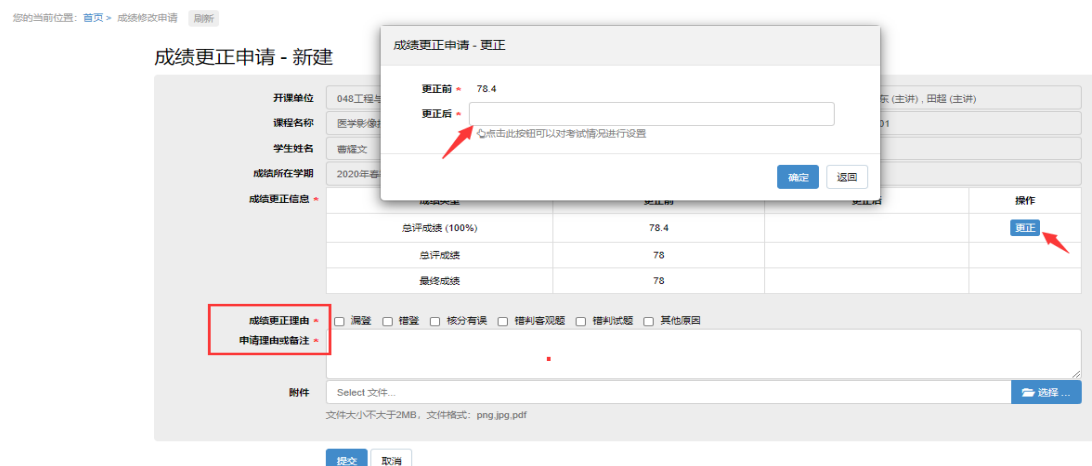 您的当前位置: 首页 > 成绩修改申请 刷新
成绩更正申请 - 新建
成绩更正申请 - 更正
更正前 * 78.4
更正后 *
点击此按钮可以对考试情况进行设置
确定 返回
开课单位 048工程与 东 (主讲) , 田超 (主讲)
课程名称 医学影像 01
学生姓名 曹耀文
成绩所在学期 2020年春
成绩更正信息 * 成绩类型 更正前 更正后 操作
总评成绩 (100%) 78.4 更正
总评成绩 78
最终成绩 78
成绩更正理由 * 漏登 错登 核分有误 错判客观题 错判试题 其他原因
申请理由或备注 *
附件 Select 文件... 选择 ...
文件大小不大于2MB，文件格式：png,jpg,pdf
提交 取消